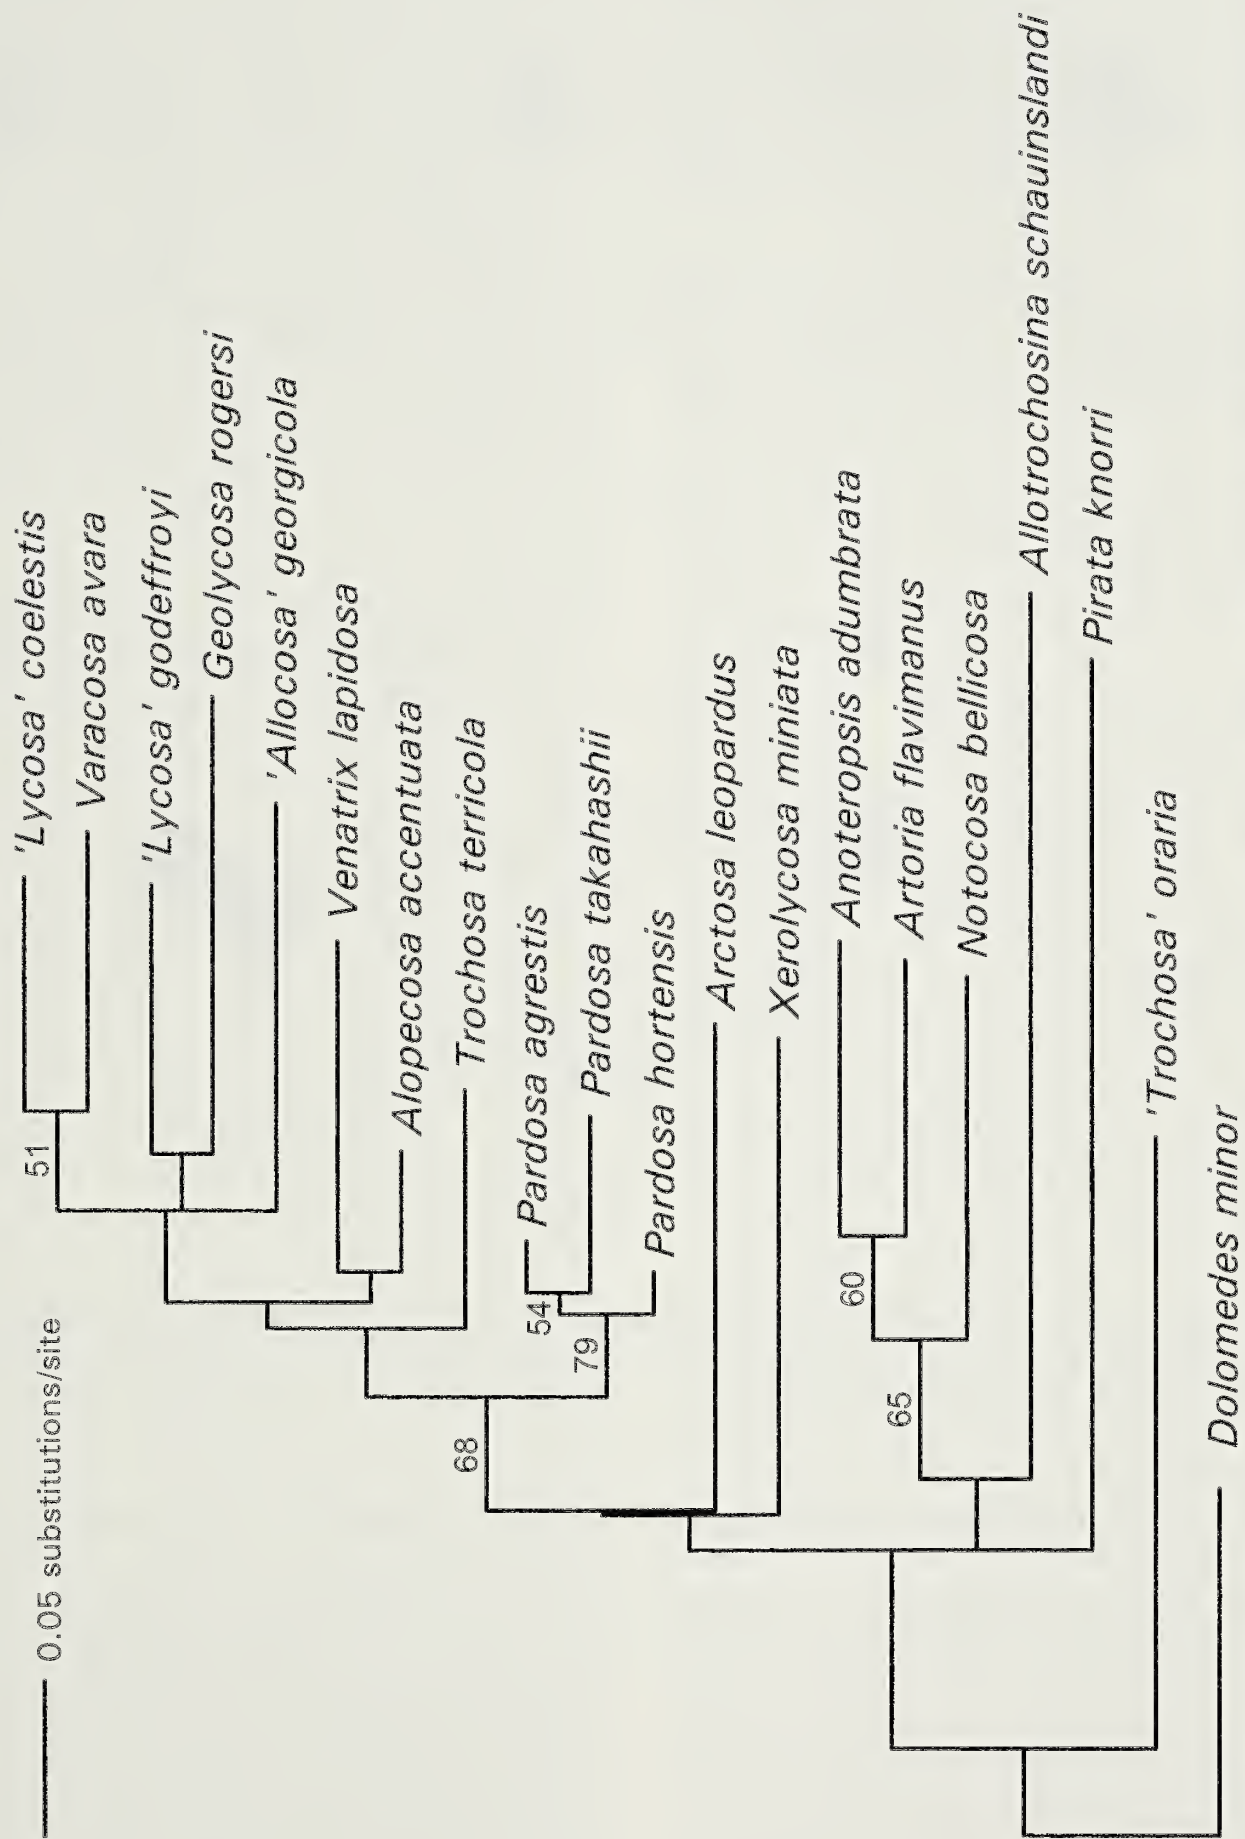 0.05 substitutions/site
51
'Lycosa' coelestis
Varacosa avara
'Lycosa' godeffroyi
Geolycosa rogersi
'Allocosa' georgicola
Venatrix lapidosa
Alopecosa accentuata
Trochosa terricola
68
54
79
Pardosa agrestis
Pardosa takahashii
Pardosa hortensis
Arctosa leopardus
Xerolycosa miniata
60
65
Anoteropsis adumbrata
Artoria flavimanus
Notocosa bellicosa
Allotrochosina schauinslandi
Pirata knorri
'Trochosa' oraria
Dolomedes minor